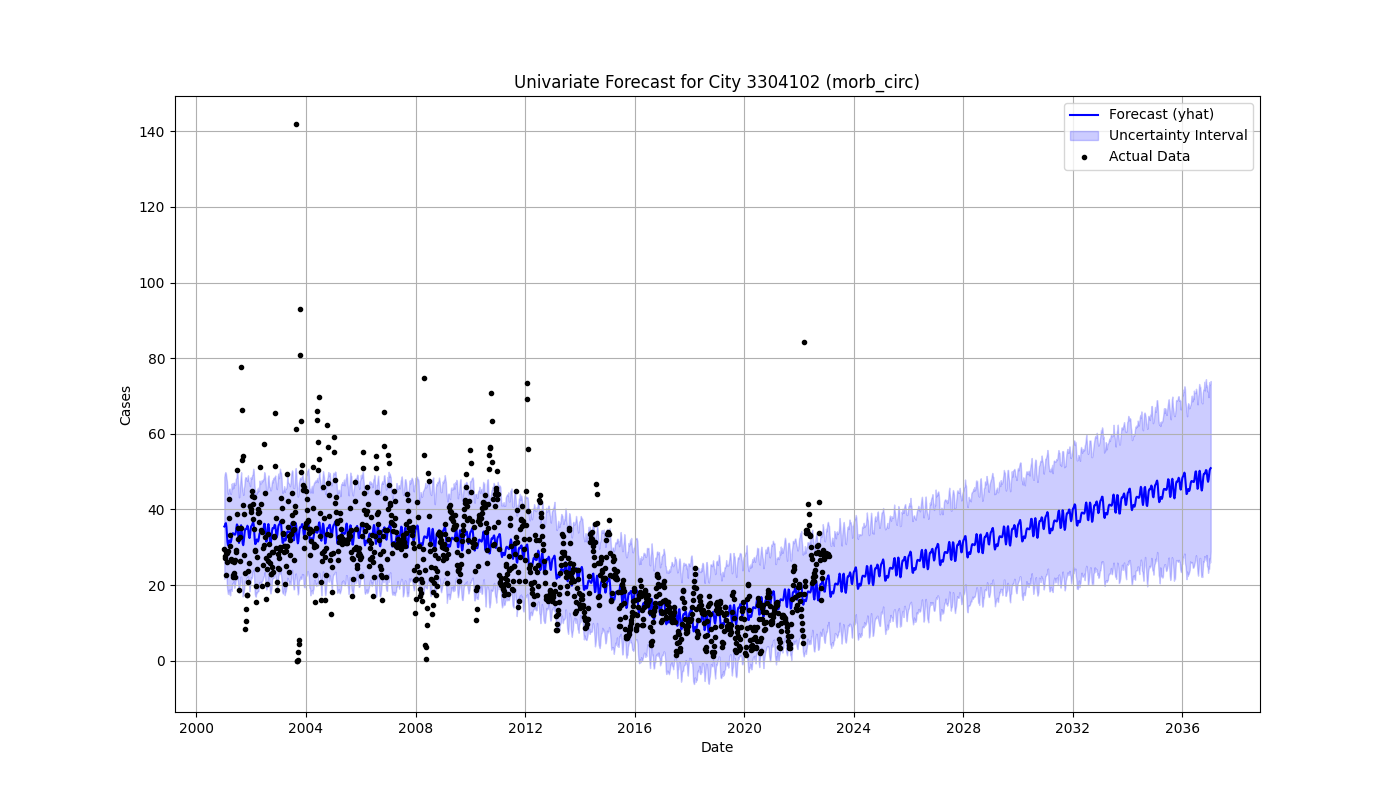 Univariate Forecast for City 3304102 (morb_circ)
Forecast (yhat)
Uncertainty Interval
Actual Data
Cases
140
120
100
80
60
40
20
0
2000 2004 2008 2012 2016 2020 2024 2028 2032 2036
Date